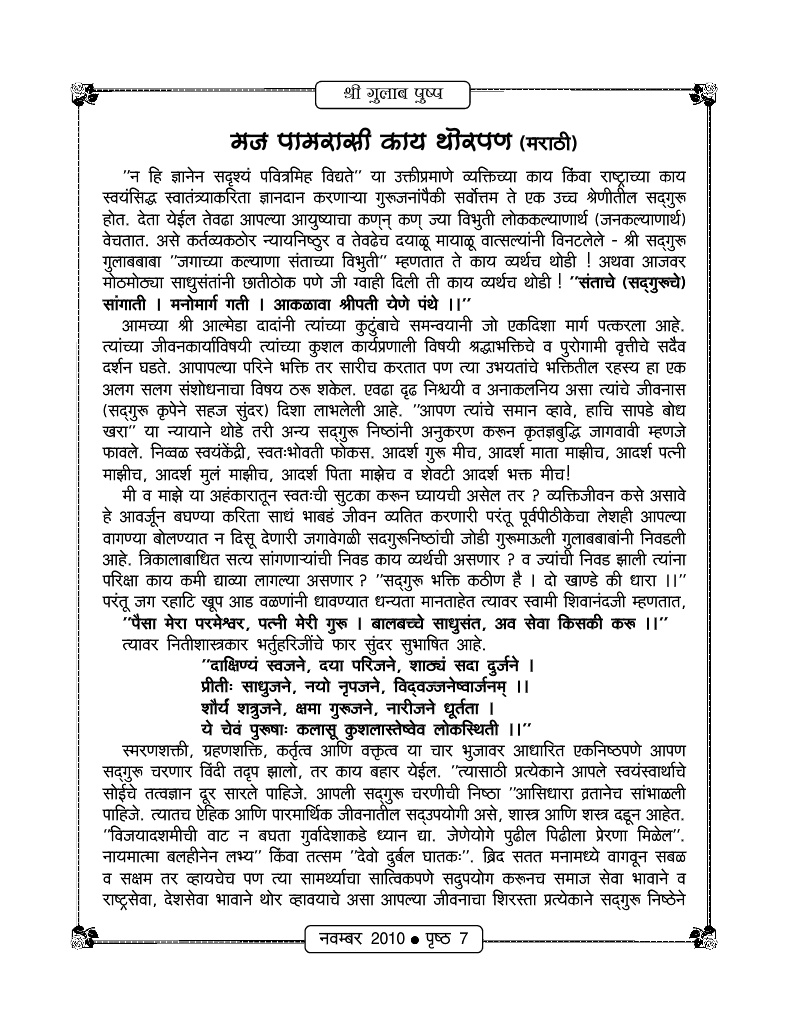 श्री गुलाब पुष्प
मज पामरासी काय थोरपण (मराठी)
"न हि ज्ञानेन सदृश्यं पवित्रमिह विद्यते" या उक्तीप्रमाणे व्यक्तिच्या काय किंवा राष्ट्राच्या काय
स्वयंसिद्ध स्वातंत्र्याकरिता ज्ञानदान करणाऱ्या गुरूजनांपैकी सर्वोत्तम ते एक उच्च श्रेणीतील सद्‌गुरू
होत. देता येईल तेवढा आपल्या आयुष्याचा कणन् कण् ज्या विभुती लोककल्याणार्थ (जनकल्याणार्थ)
वेचतात. असे कर्तव्यकठोर न्यायनिष्ठुर व तेवढेच दयाळू मायाळू वात्सल्यांनी विनटलेले - श्री सद्‌गुरू
गुलाबबाबा "जगाच्या कल्याणा संताच्या विभुती" म्हणतात ते काय व्यर्थच थोडी ! अथवा आजवर
मोठमोठ्या साधुसंतांनी छातीठोक पणे जी ग्वाही दिली ती काय व्यर्थच थोडी ! "संताचे (सद्‌गुरूचे)
सांगाती । मनोमार्ग गती । आकळावा श्रीपती येणे पंथे ।।"
आमच्या श्री आल्मेडा दादांनी त्यांच्या कुटुंबाचे समन्वयानी जो एकदिशा मार्ग पत्करला आहे.
त्यांच्या जीवनकार्याविषयी त्यांच्या कुशल कार्यप्रणाली विषयी श्रद्धाभक्तिचे व पुरोगामी वृत्तीचे सदैव
दर्शन घडते. आपापल्या परिने भक्ति तर सारीच करतात पण त्या उभयतांचे भक्तितील रहस्य हा एक
अलग सलग संशोधनाचा विषय ठरू शकेल. एवढा दृढ निश्चयी व अनाकलनिय असा त्यांचे जीवनास
(सद्‌गुरू कृपेने सहज सुंदर) दिशा लाभलेली आहे. "आपण त्यांचे समान व्हावे, हाचि सापडे बोध
खरा" या न्यायाने थोडे तरी अन्य सद्‌गुरू निष्ठांनी अनुकरण करून कृतज्ञबुद्धि जागवावी म्हणजे
फावले. निव्वळ स्वयंकेंद्री, स्वतःभोवती फोकस. आदर्श गुरू मीच, आदर्श माता माझीच, आदर्श पत्नी
माझीच, आदर्श मुलं माझीच, आदर्श पिता माझेच व शेवटी आदर्श भक्त मीच!
मी व माझे या अहंकारातून स्वतःची सुटका करून घ्यायची असेल तर ? व्यक्तिजीवन कसे असावे
हे आवर्जून बघण्या करिता साधं भाबडं जीवन व्यतित करणारी परंतू पूर्वपीठीकेचा लेशही आपल्या
वागण्या बोलण्यात न दिसू देणारी जगावेगळी सदगुरूनिष्ठांची जोडी गुरूमाऊली गुलाबबाबांनी निवडली
आहे. त्रिकालाबाधित सत्य सांगणाऱ्यांची निवड काय व्यर्थची असणार ? व ज्यांची निवड झाली त्यांना
परिक्षा काय कमी द्याव्या लागल्या असणार ? "सद्‌गुरू भक्ति कठीण है । दो खाण्डे की धारा ।।"
परंतू जग रहाटि खूप आड वळणांनी धावण्यात धन्यता मानताहेत त्यावर स्वामी शिवानंदजी म्हणतात,
"पैसा मेरा परमेश्वर, पत्नी मेरी गुरू । बालबच्चे साधुसंत, अव सेवा किसकी करू ।।"
त्यावर नितीशास्त्रकार भर्तुहरिजींचे फार सुंदर सुभाषित आहे.
"दाक्षिण्यं स्वजने, दया परिजने, शाठ्यं सदा दुर्जने ।
प्रीतीः साधुजने, नयो नृपजने, विद्‌वज्जनेष्वार्जनम् ।।
शौर्य शत्रुजने, क्षमा गुरूजने, नारीजने धूर्तता ।
ये चेवं पुरूषाः कलासू कुशलास्तेष्वेव लोकस्थिती ।।"
स्मरणशक्ती, ग्रहणशक्ति, कर्तृत्व आणि वक्तृत्व या चार भुजावर आधारित एकनिष्ठपणे आपण
सद्‌गुरू चरणार विंदी तदृप झालो, तर काय बहार येईल. "त्यासाठी प्रत्येकाने आपले स्वयंस्वार्थाचे
सोईचे तत्वज्ञान दूर सारले पाहिजे. आपली सद्‌गुरू चरणीची निष्ठा "आसिधारा व्रतानेच सांभाळली
पाहिजे. त्यातच ऐहिक आणि पारमार्थिक जीवनातील सद्उपयोगी असे, शास्त्र आणि शस्त्र दडून आहेत.
"विजयादशमीची वाट न बघता गुर्वादेशाकडे ध्यान द्या. जेणेयोगे पुढील पिढीला प्रेरणा मिळेल".
नायमात्मा बलहीनेन लभ्य" किंवा तत्सम "देवो दुर्बल घातकः". ब्रिद सतत मनामध्ये वागवून सबळ
व सक्षम तर व्हायचेच पण त्या सामर्थ्याचा सात्विकपणे सदुपयोग करूनच समाज सेवा भावाने व
राष्ट्रसेवा, देशसेवा भावाने थोर व्हावयाचे असा आपल्या जीवनाचा शिरस्ता प्रत्येकाने सद्‌गुरू निष्ठेने
नवम्बर 2010 ● पृष्ठ 7